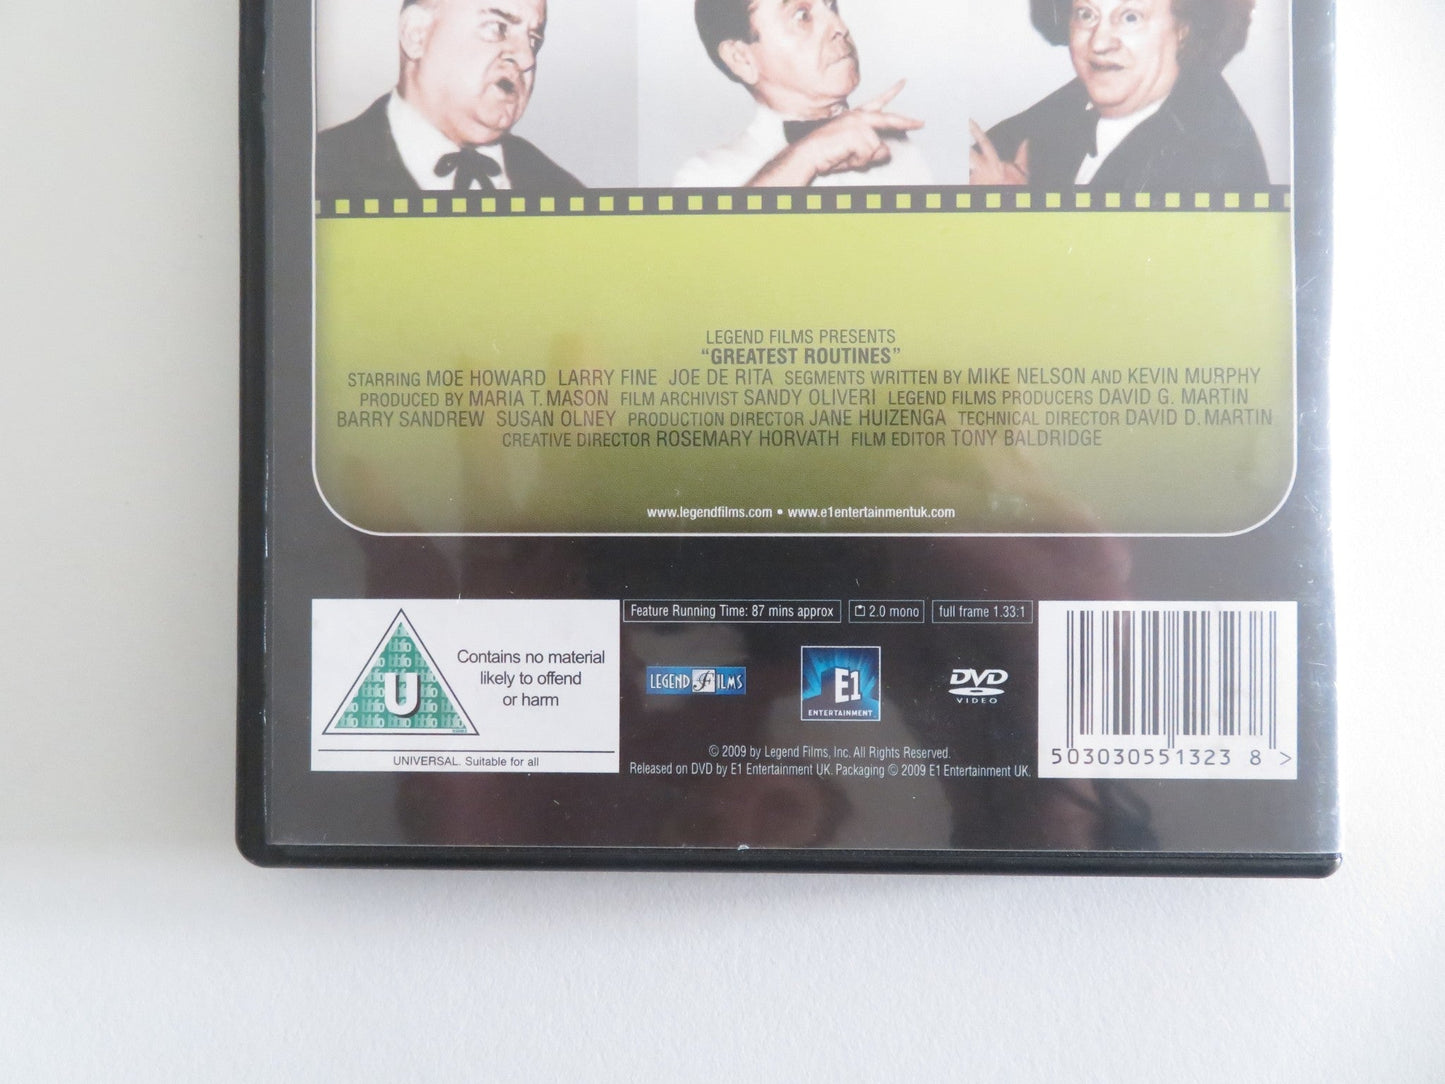 LEGEND FILMS PRESENTS
“GREATEST ROUTINES”
STARRING MOE HOWARD LARRY FINE JOE DE RITA SEGMENTS WRITTEN BY MIKE NELSON AND KEVIN MURPHY
PRODUCED BY MARIA T. MASON FILM ARCHIVIST SANDY OLIVERI LEGEND FILMS PRODUCERS DAVID G. MARTIN
BARRY SANDREW SUSAN OLNEY PRODUCTION DIRECTOR JANE HUIZENGA TECHNICAL DIRECTOR DAVID D. MARTIN
CREATIVE DIRECTOR ROSEMARY HORVATH FILM EDITOR TONY BALDRIDGE
www.legendfilms.com • www.e1entertainmentuk.com
U
Contains no material
likely to offend
or harm
UNIVERSAL. Suitable for all
Feature Running Time: 87 mins approx
2.0 mono
full frame 1.33:1
LEGEND FILMS
E1
ENTERTAINMENT
DVD
VIDEO
© 2009 by Legend Films, Inc. All Rights Reserved.
Released on DVD by E1 Entertainment UK. Packaging © 2009 E1 Entertainment UK.
5030305513238 >